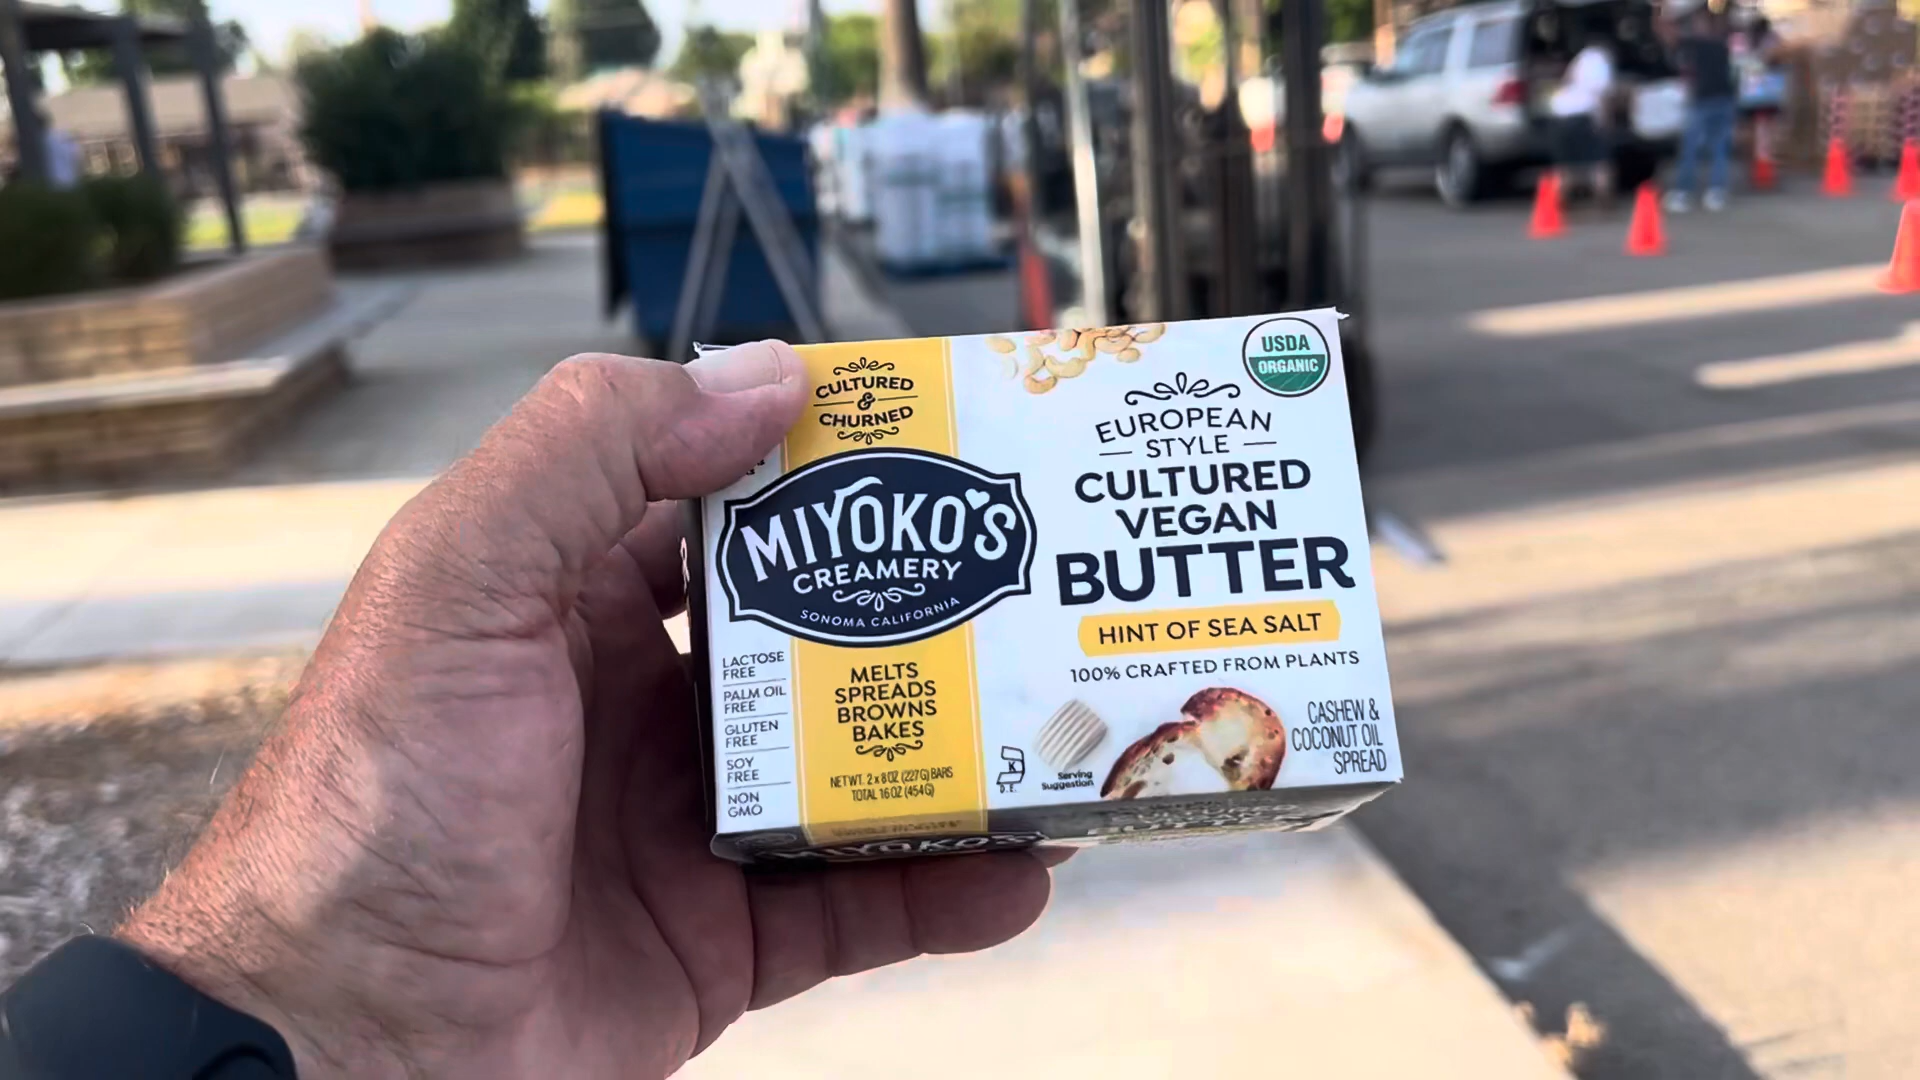 CULTURED
&
CHURNED
MIYOKO'S
CREAMERY
SONOMA CALIFORNIA
LACTOSE
FREE
PALM OIL
FREE
GLUTEN
FREE
SOY
FREE
NON
GMO
MELTS
SPREADS
BROWNS
BAKES
NET WT. 2 x 8 OZ (227G) BARS
TOTAL 16 OZ (454G)
USDA
ORGANIC
EUROPEAN
STYLE
CULTURED
VEGAN
BUTTER
HINT OF SEA SALT
100% CRAFTED FROM PLANTS
K
D.E.
Serving
Suggestion
CASHEW &
COCONUT OIL
SPREAD
MIYOKO'S